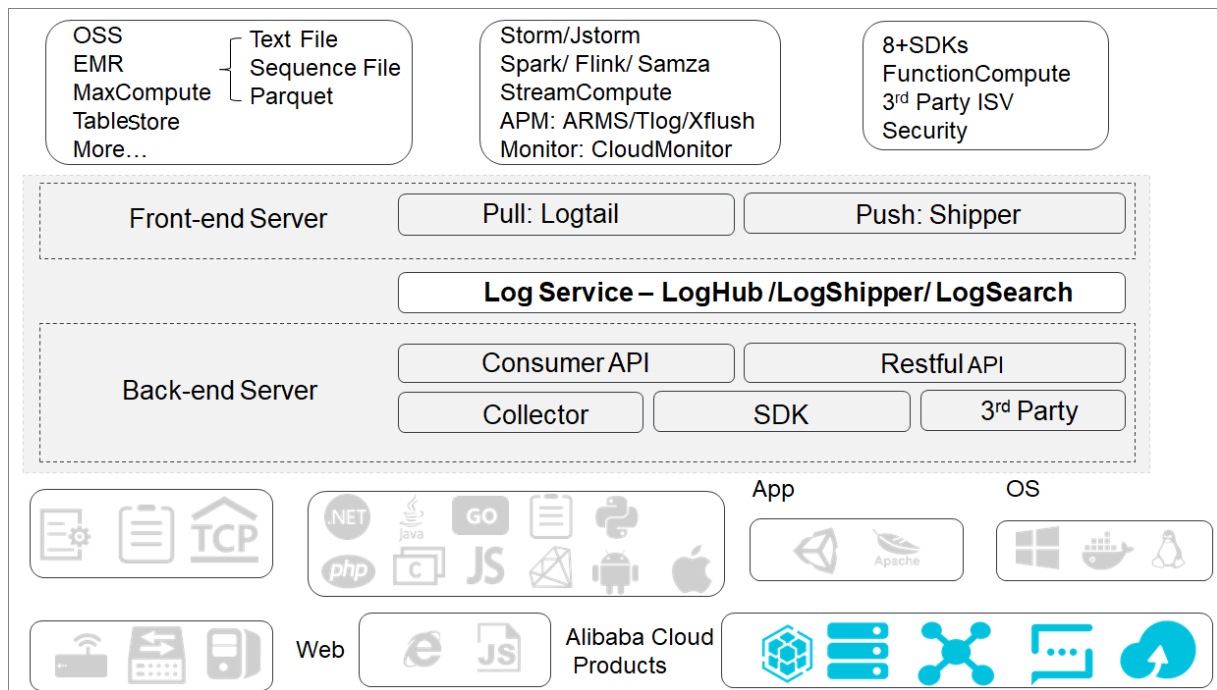 OSS
EMR
MaxCompute
TableStore
More…
Text File
Sequence File
Parquet
Storm/Jstorm
Spark/ Flink/ Samza
StreamCompute
APM: ARMS/Tlog/Xflush
Monitor: CloudMonitor
8+SDKs
FunctionCompute
3rd Party ISV
Security
Front-end Server
Pull: Logtail
Push: Shipper
Log Service – LogHub /LogShipper/ LogSearch
Back-end Server
Consumer API
Restful API
Collector
SDK
3rd Party
TCP
.NET
Java
GO
php
C
JS
App
Apache
OS
Web
JS
Alibaba Cloud
Products